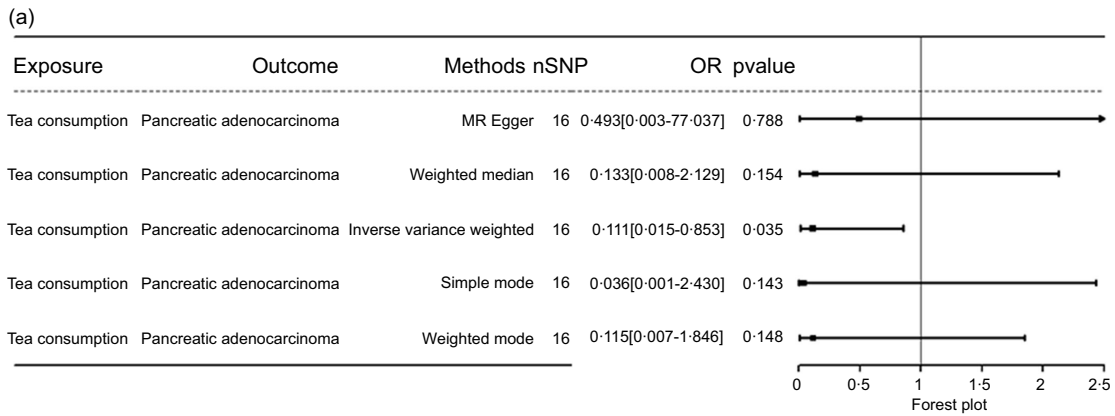 (a)
Exposure Outcome Methods nSNP OR pvalue
Tea consumption Pancreatic adenocarcinoma MR Egger 16 0·493[0·003-77·037] 0·788
Tea consumption Pancreatic adenocarcinoma Weighted median 16 0·133[0·008-2·129] 0·154
Tea consumption Pancreatic adenocarcinoma Inverse variance weighted 16 0·111[0·015-0·853] 0·035
Tea consumption Pancreatic adenocarcinoma Simple mode 16 0·036[0·001-2·430] 0·143
Tea consumption Pancreatic adenocarcinoma Weighted mode 16 0·115[0·007-1·846] 0·148
0 0·5 1 1·5 2 2·5
Forest plot